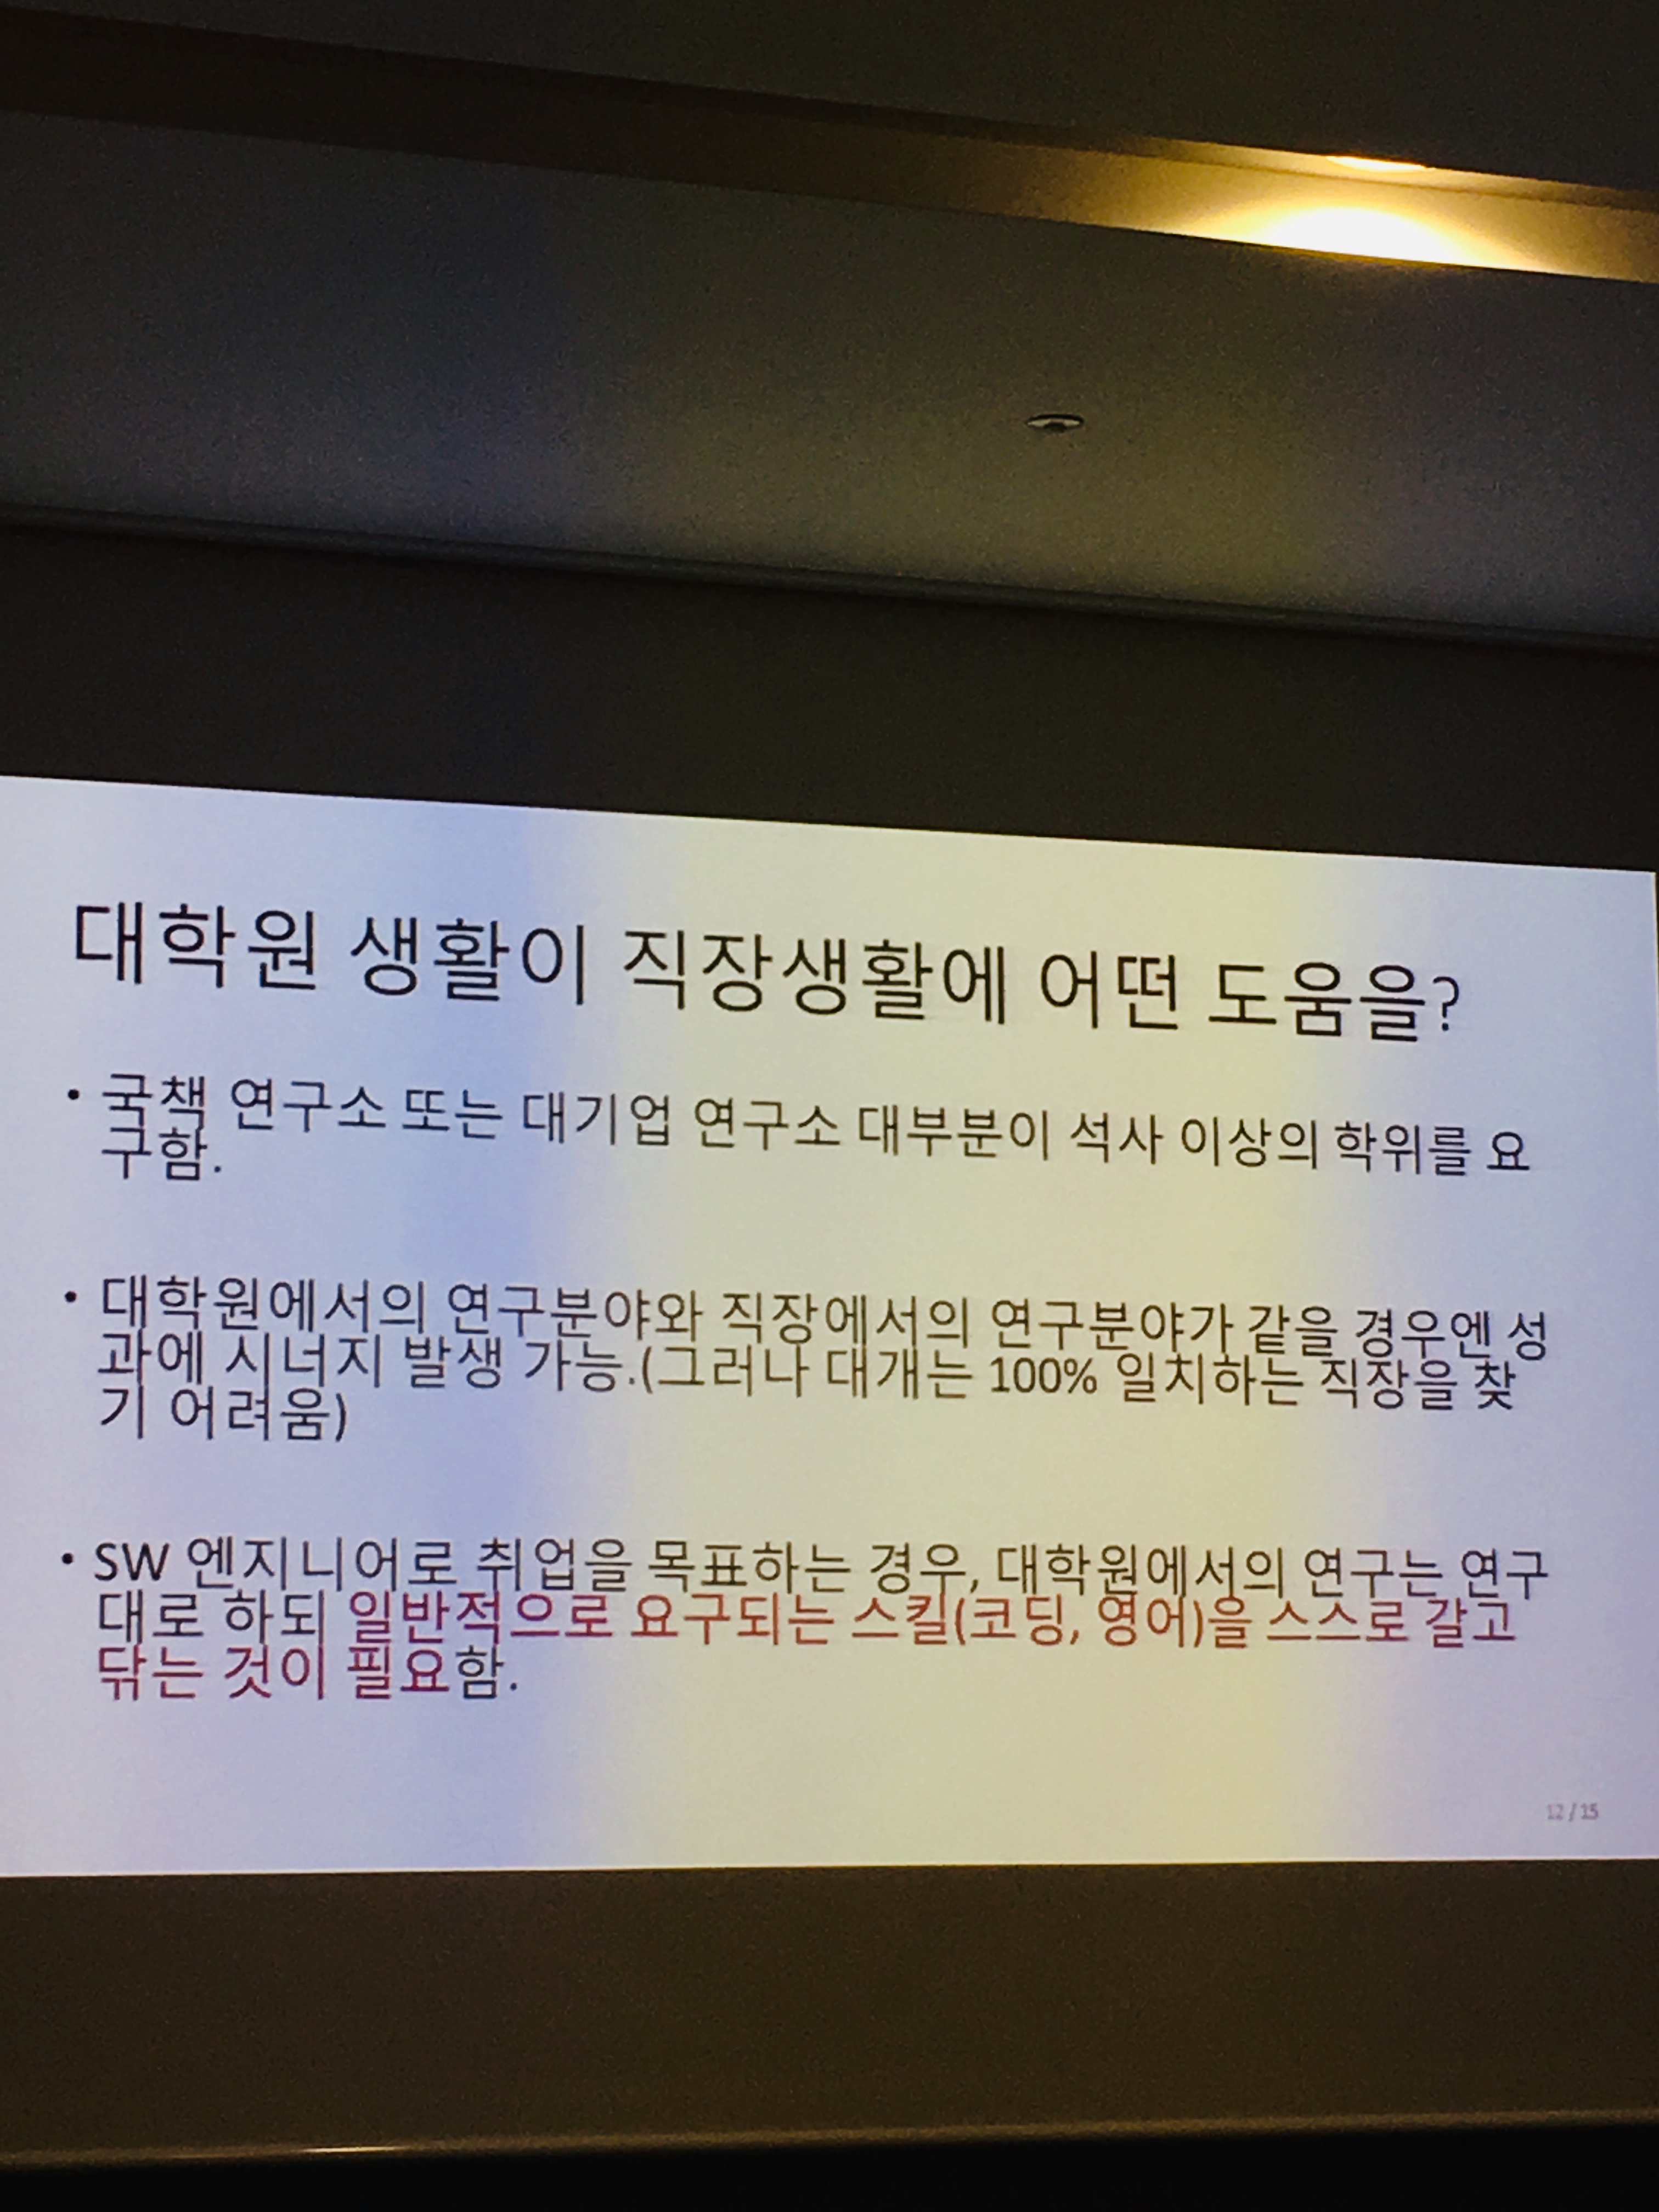 대학원 생활이 직장생활에 어떤 도움을?
• 국책 연구소 또는 대기업 연구소 대부분이 석사 이상의 학위를 요
구함.
• 대학원에서의 연구분야와 직장에서의 연구분야가 같을 경우엔 성
과에 시너지 발생 가능.(그러나 대개는 100% 일치하는 직장을 찾
기 어려움)
• SW 엔지니어로 취업을 목표하는 경우, 대학원에서의 연구는 연구
대로 하되 일반적으로 요구되는 스킬(코딩, 영어)을 스스로 갈고
닦는 것이 필요함.
12 / 15